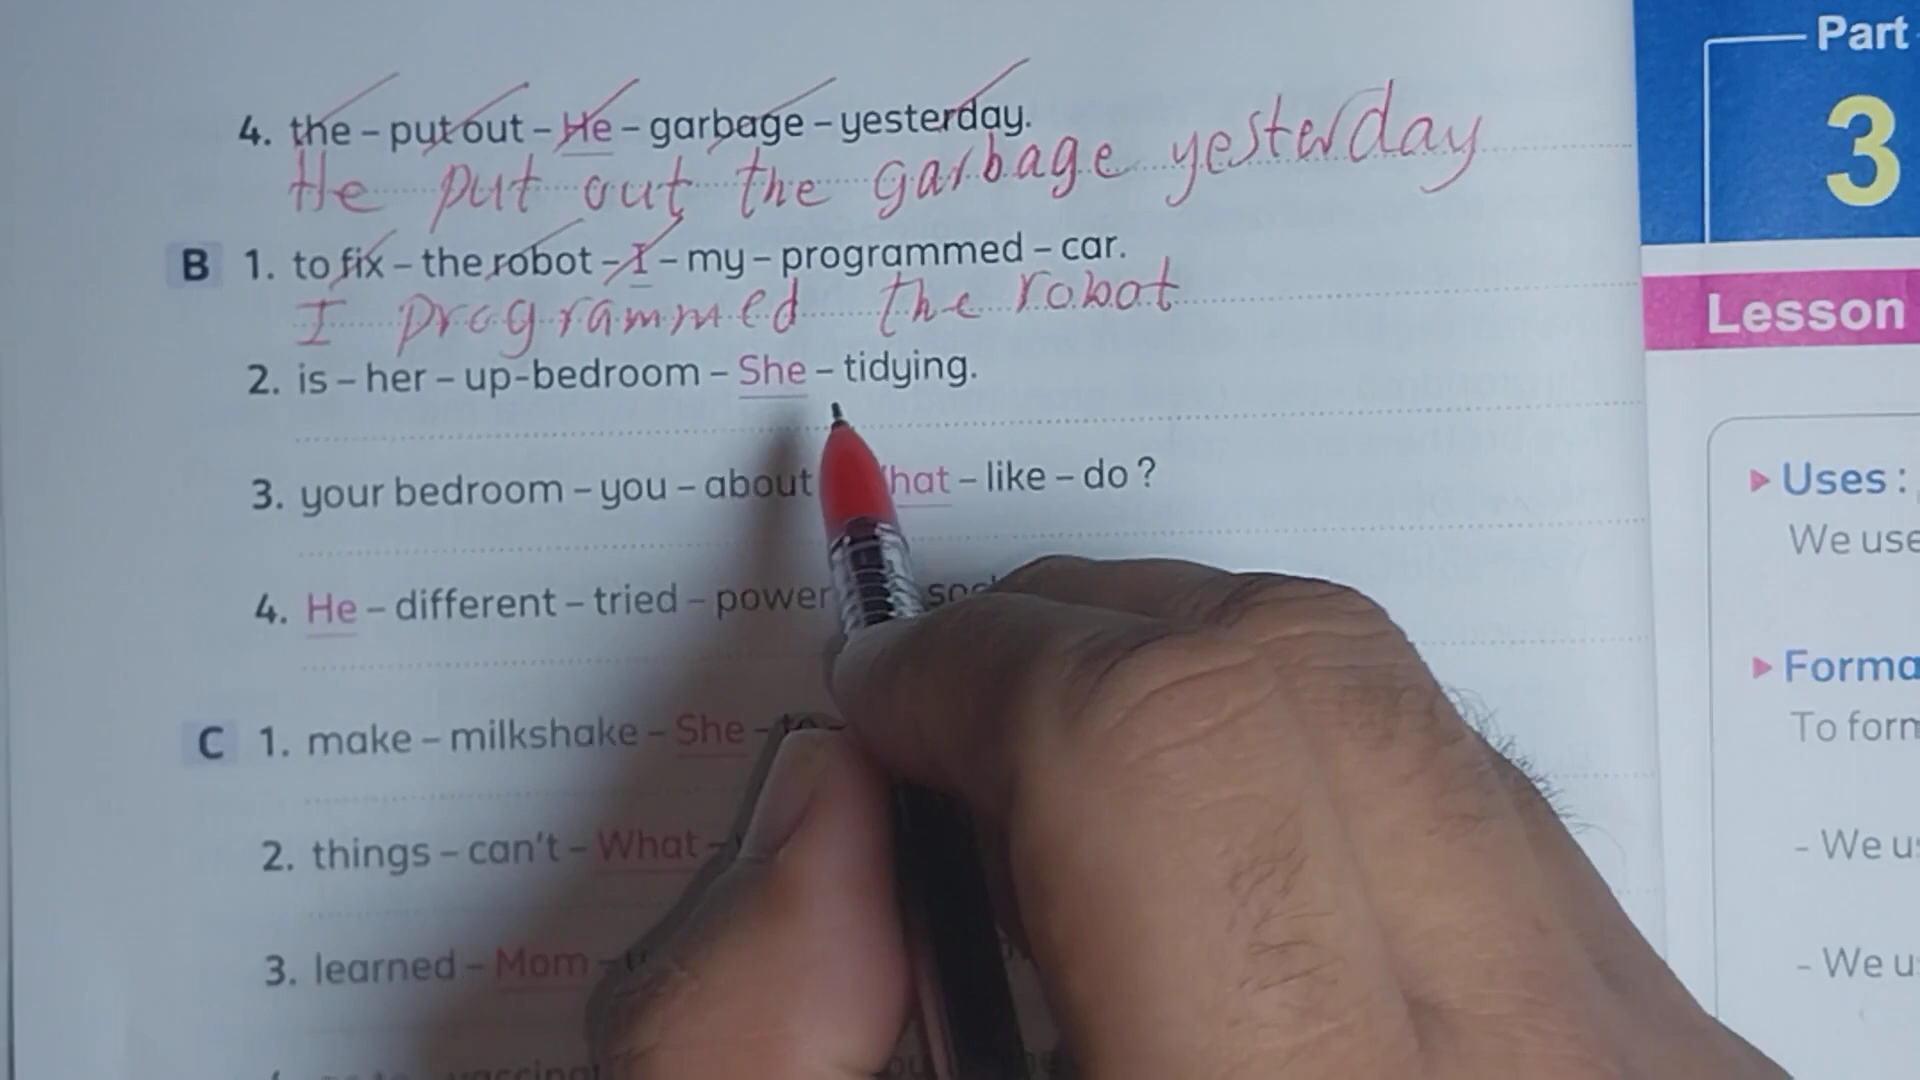 4. the – put out – He – garbage – yesterday.
He put out the garbage yesterday
B 1. to fix – the robot – I – my – programmed – car.
I programmed the robot
2. is – her – up-bedroom – She – tidying.
3. your bedroom – you – about hat – like – do ?
4. He – different – tried – power
C 1. make – milkshake – She –
2. things – can't – What –
3. learned – Mom –
Part
3
Lesson
Uses :
We use
Forma
To form
- We u
- We u